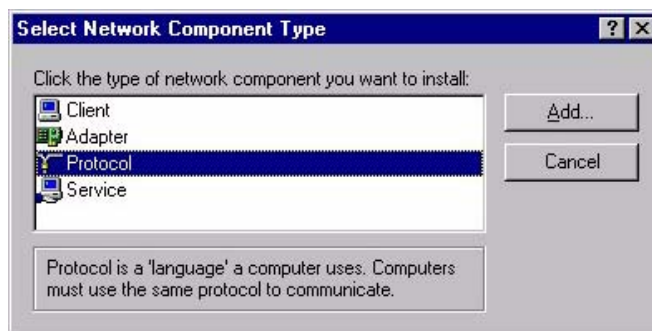 Select Network Component Type
Click the type of network component you want to install:
Client
Adapter
Protocol
Service
Add...
Cancel
Protocol is a 'language' a computer uses. Computers
must use the same protocol to communicate.